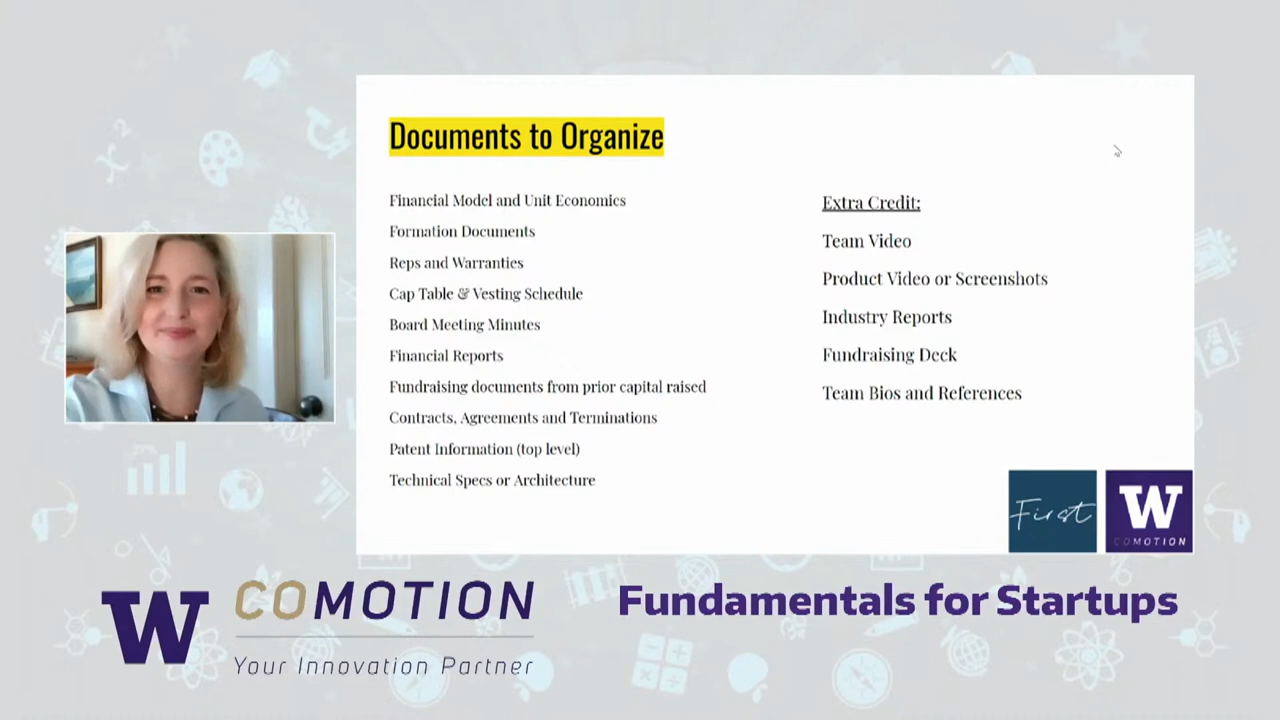 Documents to Organize
Financial Model and Unit Economics
Formation Documents
Reps and Warranties
Cap Table & Vesting Schedule
Board Meeting Minutes
Financial Reports
Fundraising documents from prior capital raised
Contracts, Agreements and Terminations
Patent Information (top level)
Technical Specs or Architecture
Extra Credit:
Team Video
Product Video or Screenshots
Industry Reports
Fundraising Deck
Team Bios and References
First
W
COMOTION
W
COMOTION
Your Innovation Partner
Fundamentals for Startups